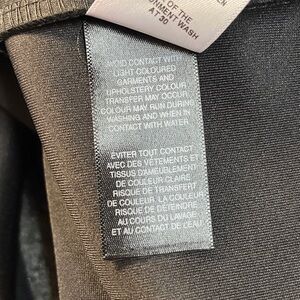 EN
OF THE
NMENT WASH
AT 30
AVOID CONTACT WITH
LIGHT COLOURED
GARMENTS AND
UPHOLSTERY COLOUR
TRANSFER MAY OCCUR.
COLOUR MAY RUN DURING
WASHING AND WHEN IN
CONTACT WITH WATER.
ÉVITER TOUT CONTACT
AVEC DES VÊTEMENTS ET
TISSUS D'AMEUBLEMENT
DE COULEUR CLAIRE
RISQUE DE TRANSFERT
DE COULEUR. LA COULEUR
RISQUE DE DÉTEINDRE
AU COURS DU LAVAGE
ET AU CONTACT DE L'EAU.